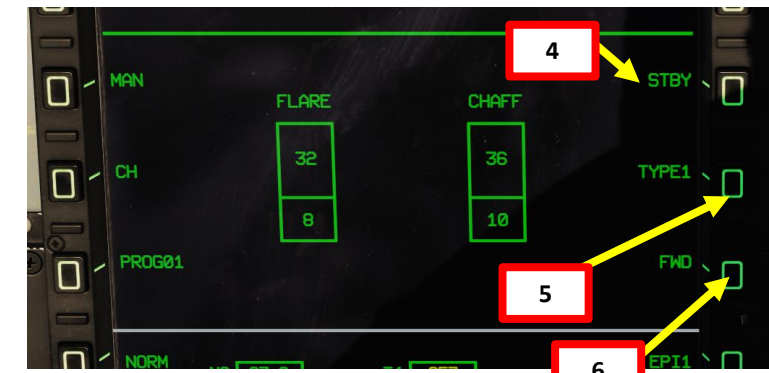 4
MAN STBY
FLARE CHAFF
32 36
CH TYPE1
8 10
PROG01 FWD
5
NORM EPI1
6